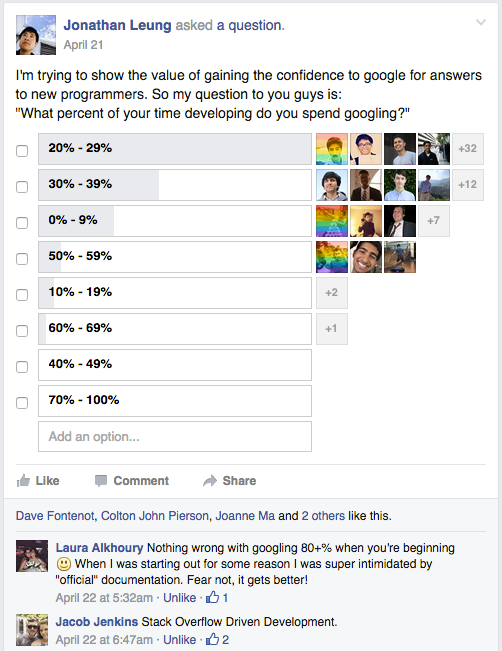 Jonathan Leung asked a question.
April 21
I'm trying to show the value of gaining the confidence to google for answers
to new programmers. So my question to you guys is:
"What percent of your time developing do you spend googling?"
20% - 29%
+32
30% - 39%
+12
0% - 9%
+7
50% - 59%
10% - 19%
+2
60% - 69%
+1
40% - 49%
70% - 100%
Add an option...
Like Comment Share
Dave Fontenot, Colton John Pierson, Joanne Ma and 2 others like this.
Laura Alkhoury Nothing wrong with googling 80+% when you're beginning
🙂 When I was starting out for some reason I was super intimidated by
"official" documentation. Fear not, it gets better!
April 22 at 5:32am · Unlike · 1
Jacob Jenkins Stack Overflow Driven Development.
April 22 at 6:47am · Unlike · 2